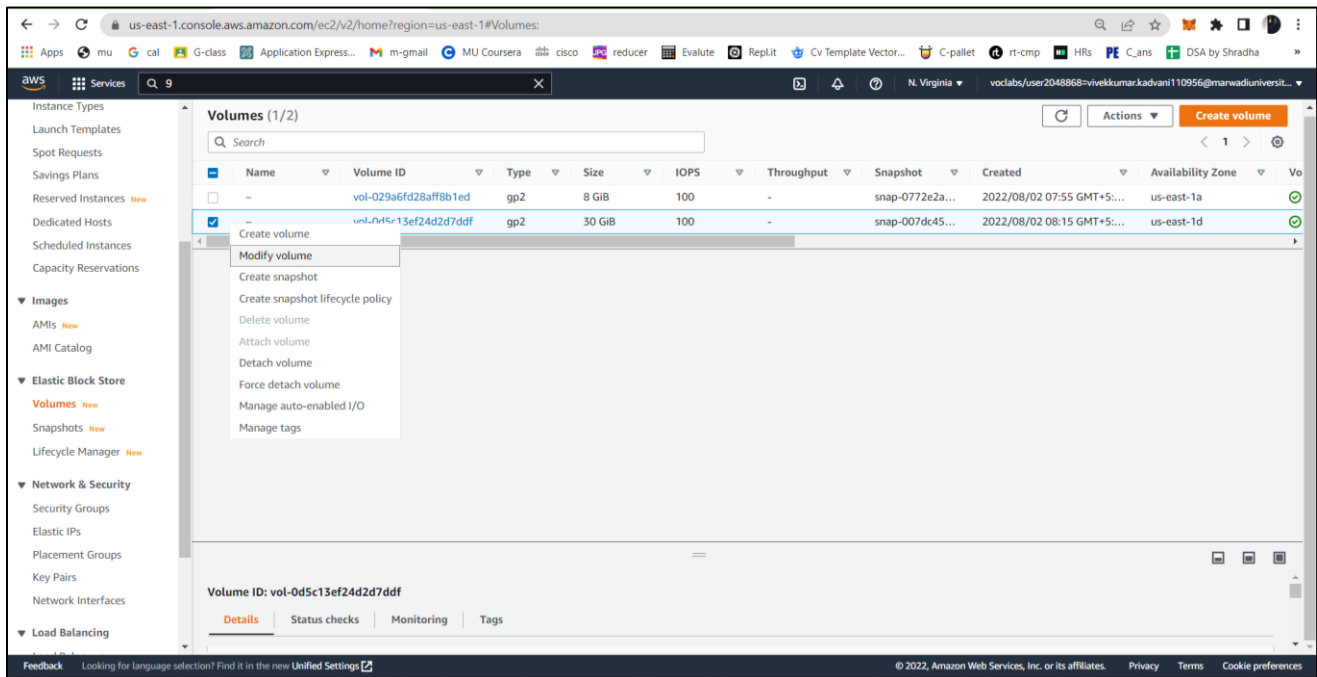 us-east-1.console.aws.amazon.com/ec2/v2/home?region=us-east-1#Volumes:
Apps mu G cal G-class Application Express... m-gmail MU Coursera cisco reducer Evalute Repl.it Cv Template Vector... C-pallet rt-cmp HRs C_ans DSA by Shradha »
aws Services 9 N. Virginia voclabs/user2048868=vivekkumar.kadvani110956@marwadiuniversit...
Instance Types
Launch Templates
Spot Requests
Savings Plans
Reserved Instances New
Dedicated Hosts
Scheduled Instances
Capacity Reservations
Images
AMIs New
AMI Catalog
Elastic Block Store
Volumes New
Snapshots New
Lifecycle Manager New
Network & Security
Security Groups
Elastic IPs
Placement Groups
Key Pairs
Network Interfaces
Load Balancing
Volumes (1/2) Actions Create volume
Search 1
Name Volume ID Type Size IOPS Throughput Snapshot Created Availability Zone Vo
– vol-029a6fd28aff8b1ed gp2 8 GiB 100 - snap-0772e2a... 2022/08/02 07:55 GMT+5:... us-east-1a
– vol-0d5c13ef24d2d7ddf gp2 30 GiB 100 - snap-007dc45... 2022/08/02 08:15 GMT+5:... us-east-1d
Create volume
Modify volume
Create snapshot
Create snapshot lifecycle policy
Delete volume
Attach volume
Detach volume
Force detach volume
Manage auto-enabled I/O
Manage tags
Volume ID: vol-0d5c13ef24d2d7ddf
Details Status checks Monitoring Tags
Feedback Looking for language selection? Find it in the new Unified Settings © 2022, Amazon Web Services, Inc. or its affiliates. Privacy Terms Cookie preferences